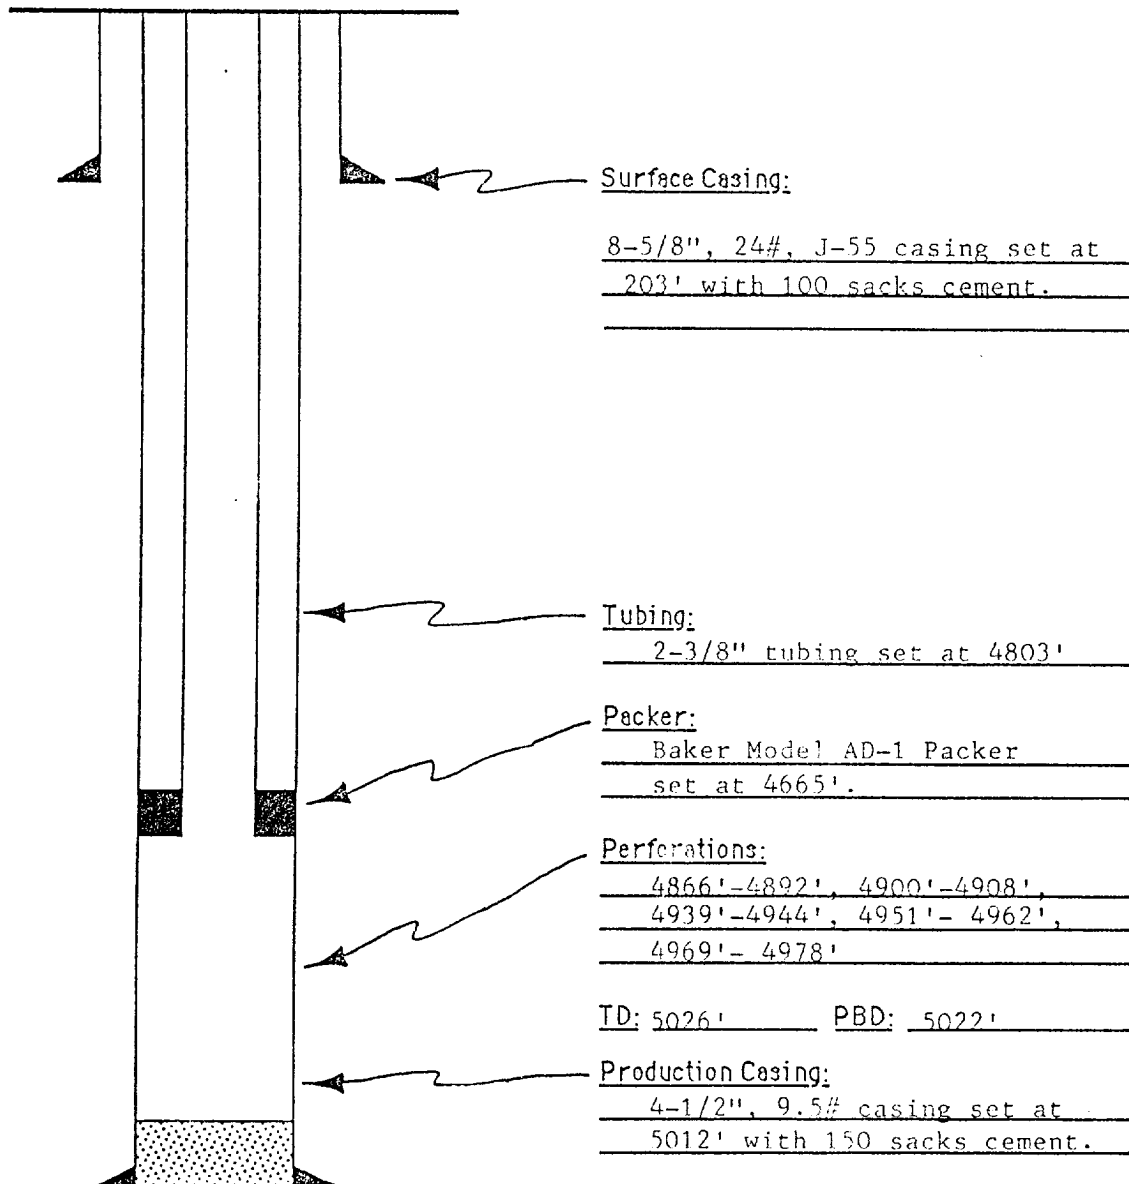 Surface Casing:
8-5/8", 24#, J-55 casing set at
203' with 100 sacks cement.
Tubing:
2-3/8" tubing set at 4803'
Packer:
Baker Model AD-1 Packer
set at 4665'.
Perforations:
4866'-4892', 4900'-4908',
4939'-4944', 4951'- 4962',
4969'- 4978'
TD: 5026' PBD: 5022'
Production Casing:
4-1/2", 9.5# casing set at
5012' with 150 sacks cement.